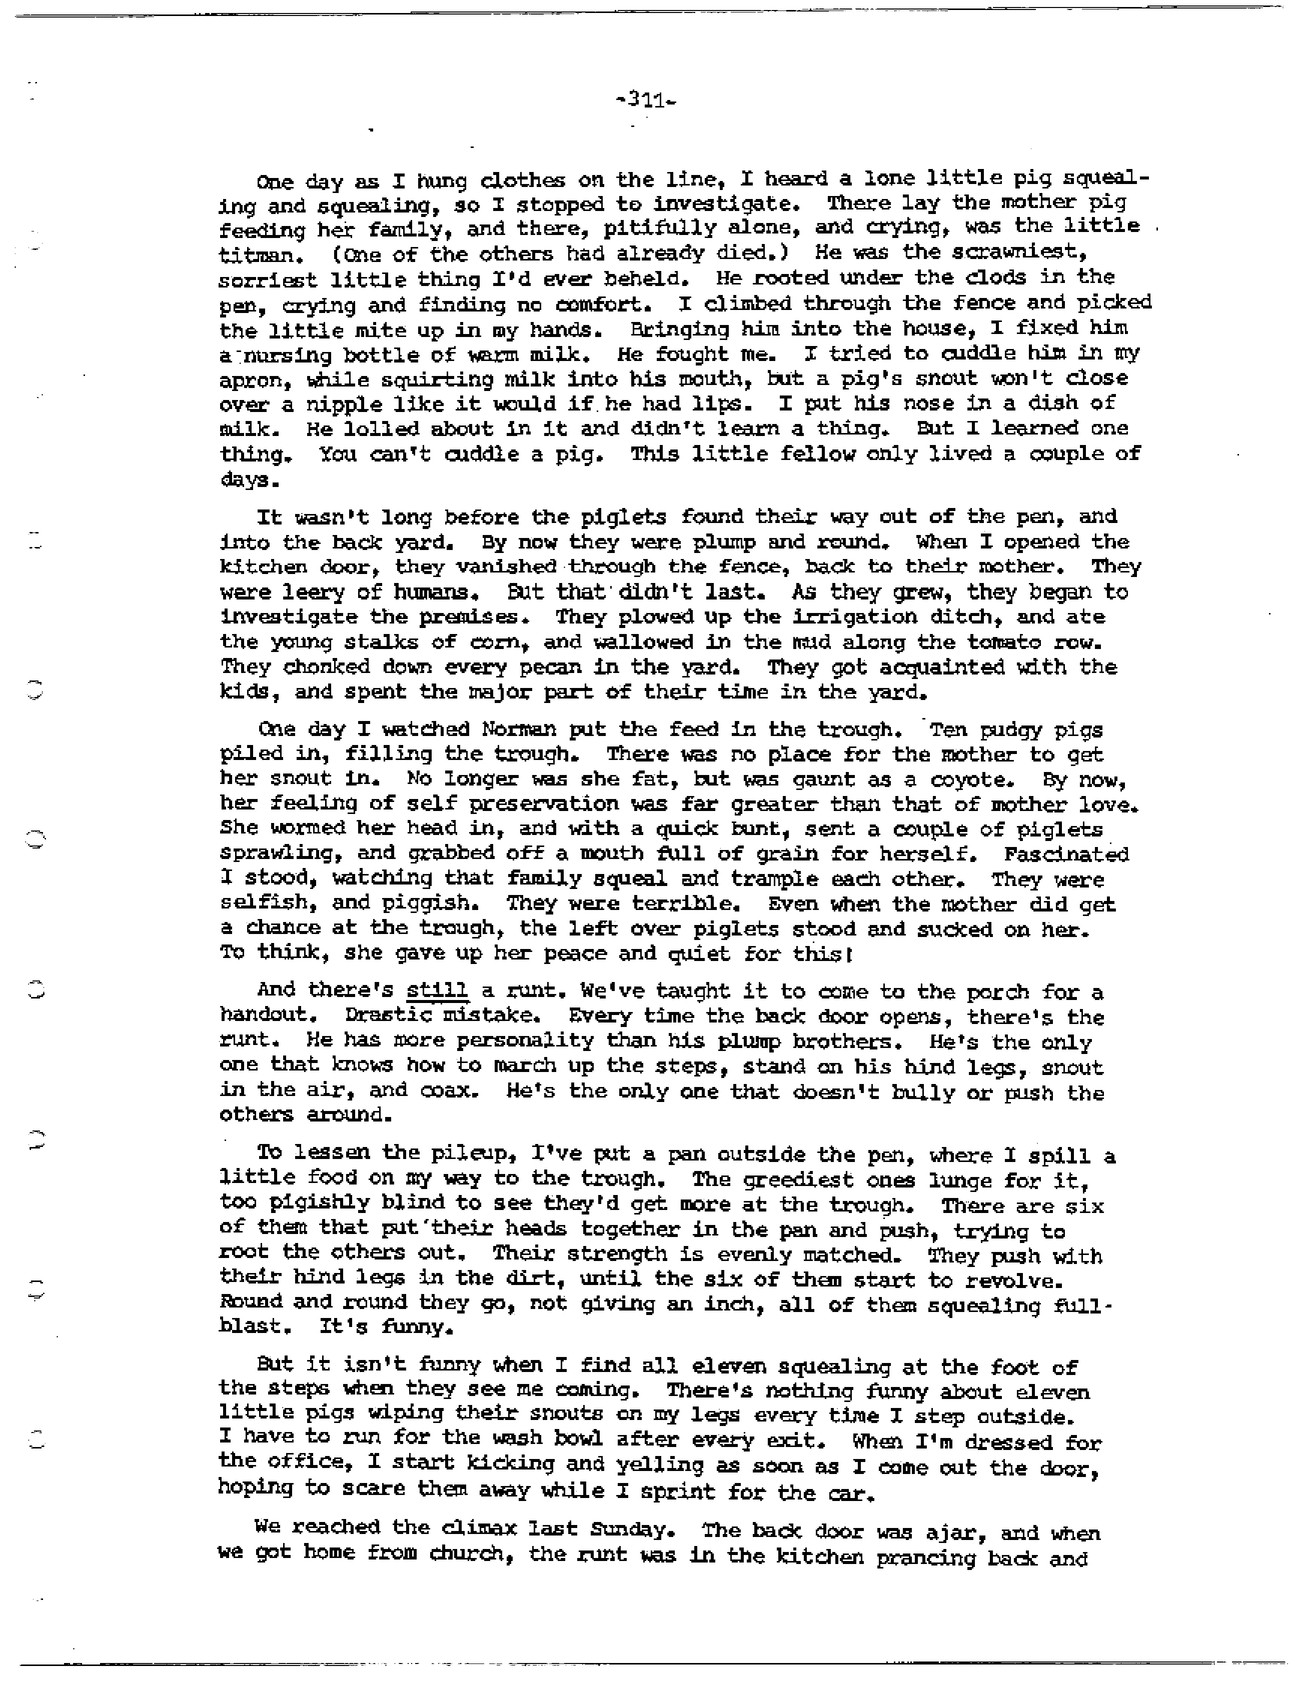 -311-
One day as I hung clothes on the line, I heard a lone little pig squeal-
ing and squealing, so I stopped to investigate. There lay the mother pig
feeding her family, and there, pitifully alone, and crying, was the little
titman. (One of the others had already died.) He was the scrawniest,
sorriest little thing I'd ever beheld. He rooted under the clods in the
pen, crying and finding no comfort. I climbed through the fence and picked
the little mite up in my hands. Bringing him into the house, I fixed him
a nursing bottle of warm milk. He fought me. I tried to cuddle him in my
apron, while squirting milk into his mouth, but a pig's snout won't close
over a nipple like it would if he had lips. I put his nose in a dish of
milk. He lolled about in it and didn't learn a thing. But I learned one
thing. You can't cuddle a pig. This little fellow only lived a couple of
days.
It wasn't long before the piglets found their way out of the pen, and
into the back yard. By now they were plump and round. When I opened the
kitchen door, they vanished through the fence, back to their mother. They
were leery of humans. But that didn't last. As they grew, they began to
investigate the premises. They plowed up the irrigation ditch, and ate
the young stalks of corn, and wallowed in the mud along the tomato row.
They chonked down every pecan in the yard. They got acquainted with the
kids, and spent the major part of their time in the yard.
One day I watched Norman put the feed in the trough. Ten pudgy pigs
piled in, filling the trough. There was no place for the mother to get
her snout in. No longer was she fat, but was gaunt as a coyote. By now,
her feeling of self preservation was far greater than that of mother love.
She wormed her head in, and with a quick bunt, sent a couple of piglets
sprawling, and grabbed off a mouth full of grain for herself. Fascinated
I stood, watching that family squeal and trample each other. They were
selfish, and piggish. They were terrible. Even when the mother did get
a chance at the trough, the left over piglets stood and sucked on her.
To think, she gave up her peace and quiet for this!
And there's still a runt. We've taught it to come to the porch for a
handout. Drastic mistake. Every time the back door opens, there's the
runt. He has more personality than his plump brothers. He's the only
one that knows how to march up the steps, stand on his hind legs, snout
in the air, and coax. He's the only one that doesn't bully or push the
others around.
To lessen the pileup, I've put a pan outside the pen, where I spill a
little food on my way to the trough. The greediest ones lunge for it,
too pigishly blind to see they'd get more at the trough. There are six
of them that put their heads together in the pan and push, trying to
root the others out. Their strength is evenly matched. They push with
their hind legs in the dirt, until the six of them start to revolve.
Round and round they go, not giving an inch, all of them squealing full-
blast. It's funny.
But it isn't funny when I find all eleven squealing at the foot of
the steps when they see me coming. There's nothing funny about eleven
little pigs wiping their snouts on my legs every time I step outside.
I have to run for the wash bowl after every exit. When I'm dressed for
the office, I start kicking and yelling as soon as I come out the door,
hoping to scare them away while I sprint for the car.
We reached the climax last Sunday. The back door was ajar, and when
we got home from church, the runt was in the kitchen prancing back and